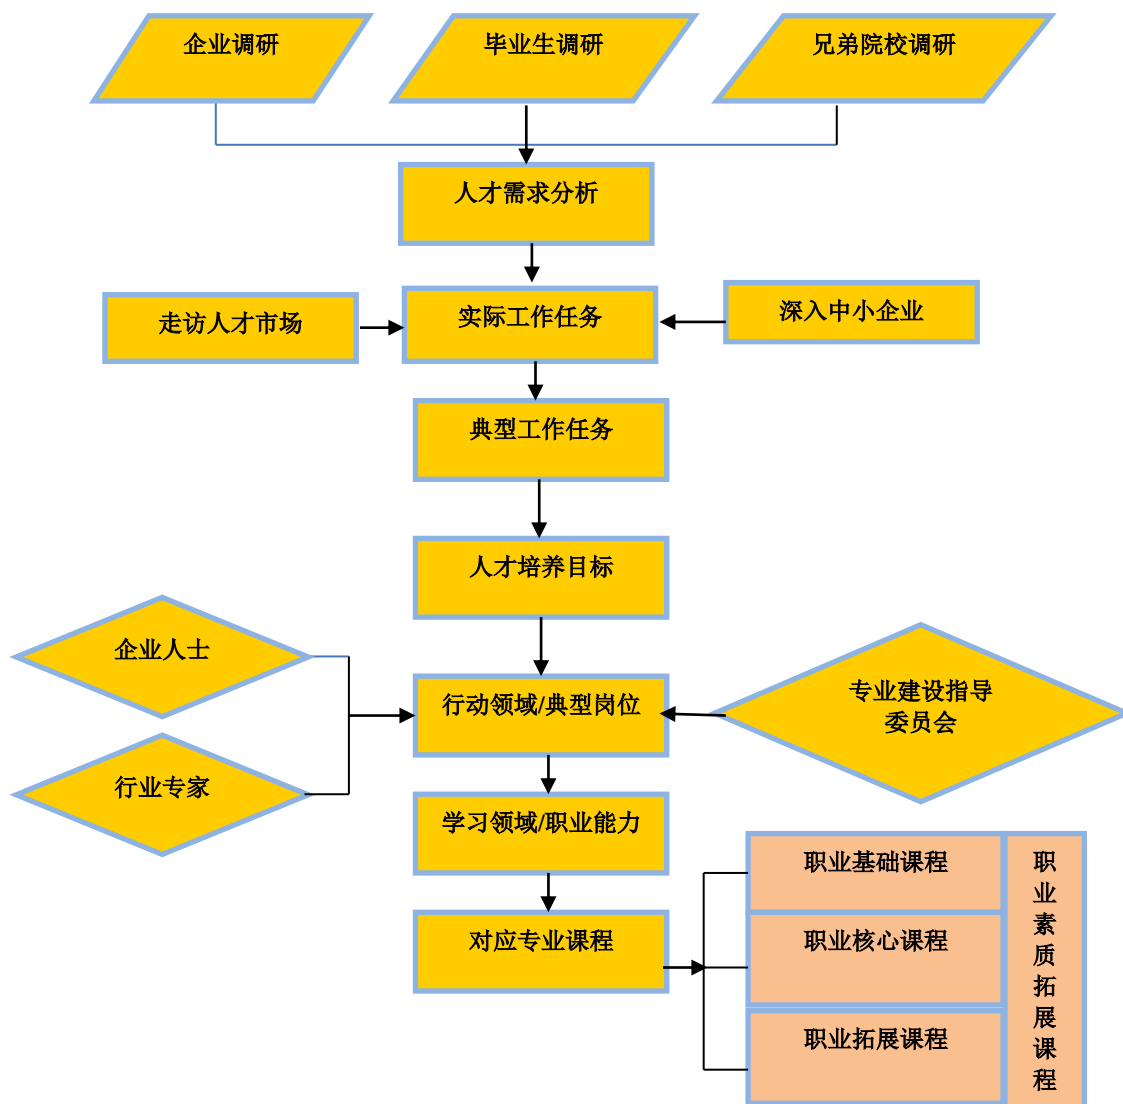 企业调研
毕业生调研
兄弟院校调研
人才需求分析
走访人才市场
实际工作任务
深入中小企业
典型工作任务
人才培养目标
企业人士
行动领域/典型岗位
专业建设指导
委员会
行业专家
学习领域/职业能力
对应专业课程
职业基础课程
职业核心课程
职业拓展课程
职业素质拓展课程